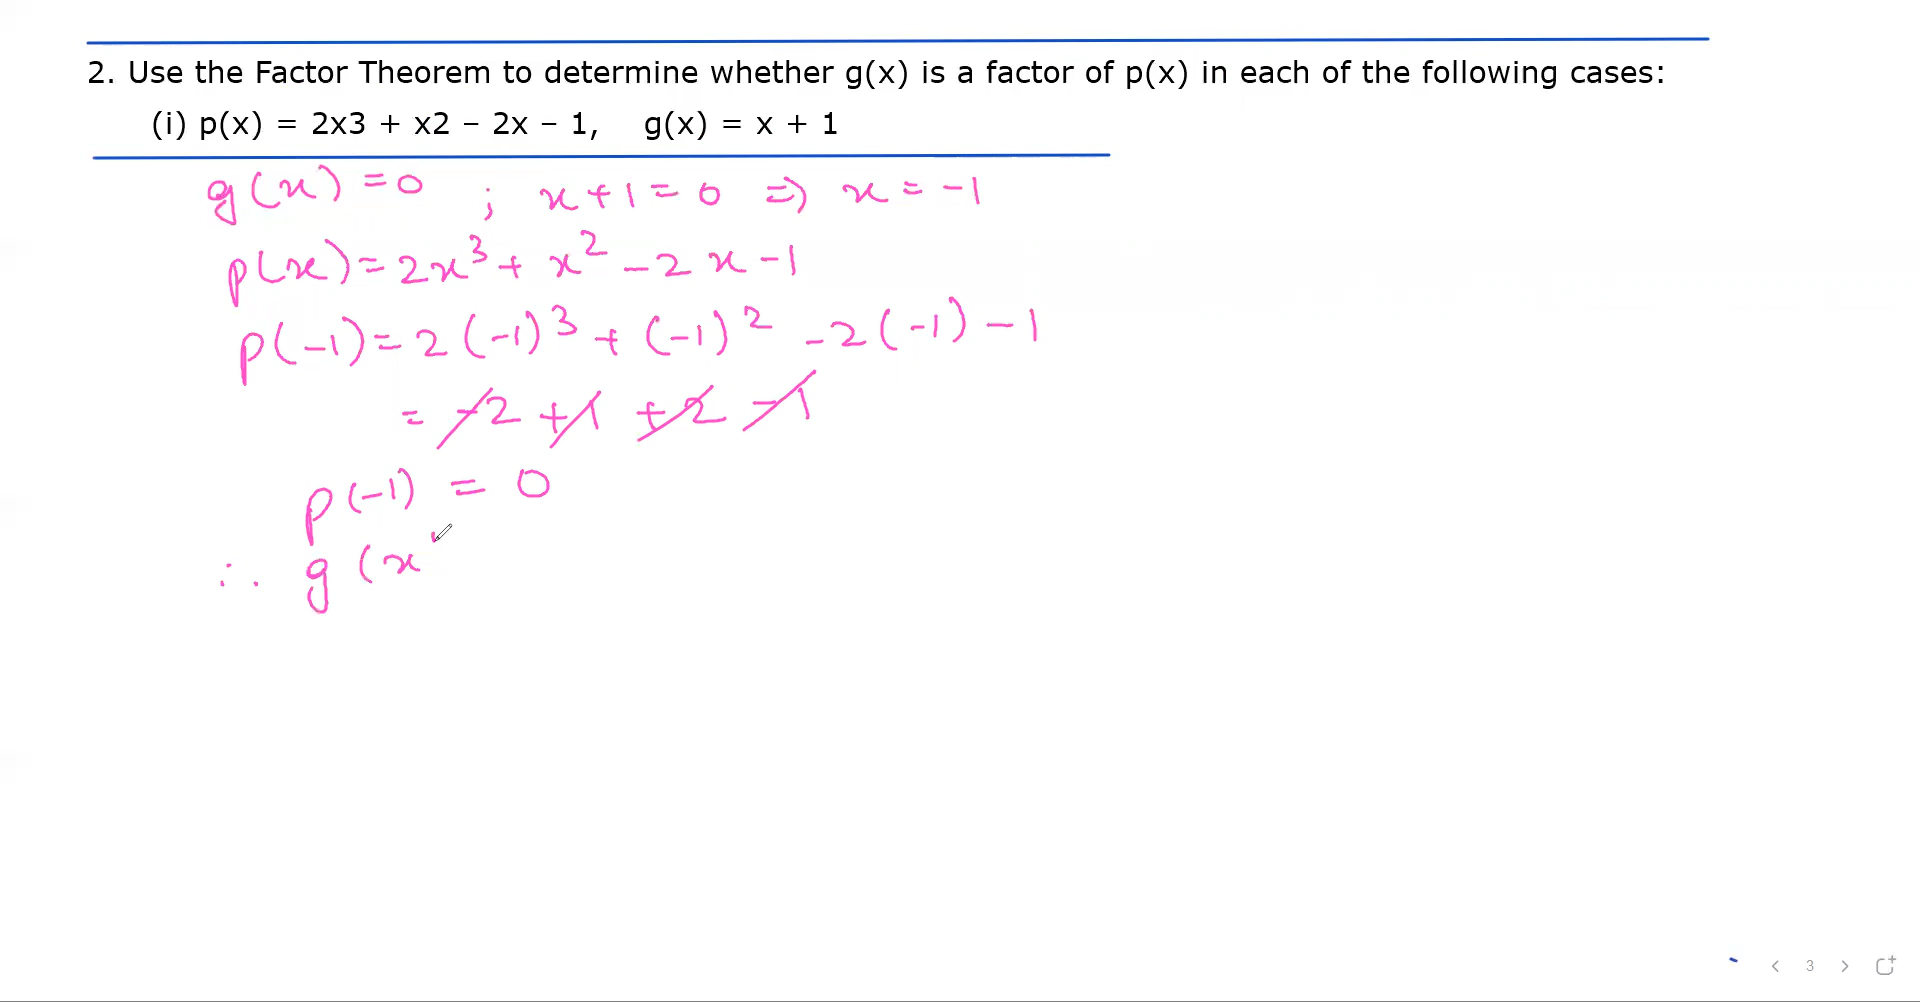 2. Use the Factor Theorem to determine whether g(x) is a factor of p(x) in each of the following cases:
(i) p(x) = 2x3 + x2 – 2x – 1, g(x) = x + 1
g(x) = 0 ; x + 1 = 0 ⇒ x = -1
p(x) = 2x³ + x² - 2x - 1
p(-1) = 2(-1)³ + (-1)² - 2(-1) - 1
= -2 + 1 + 2 - 1
p(-1) = 0
∴ g(x
3